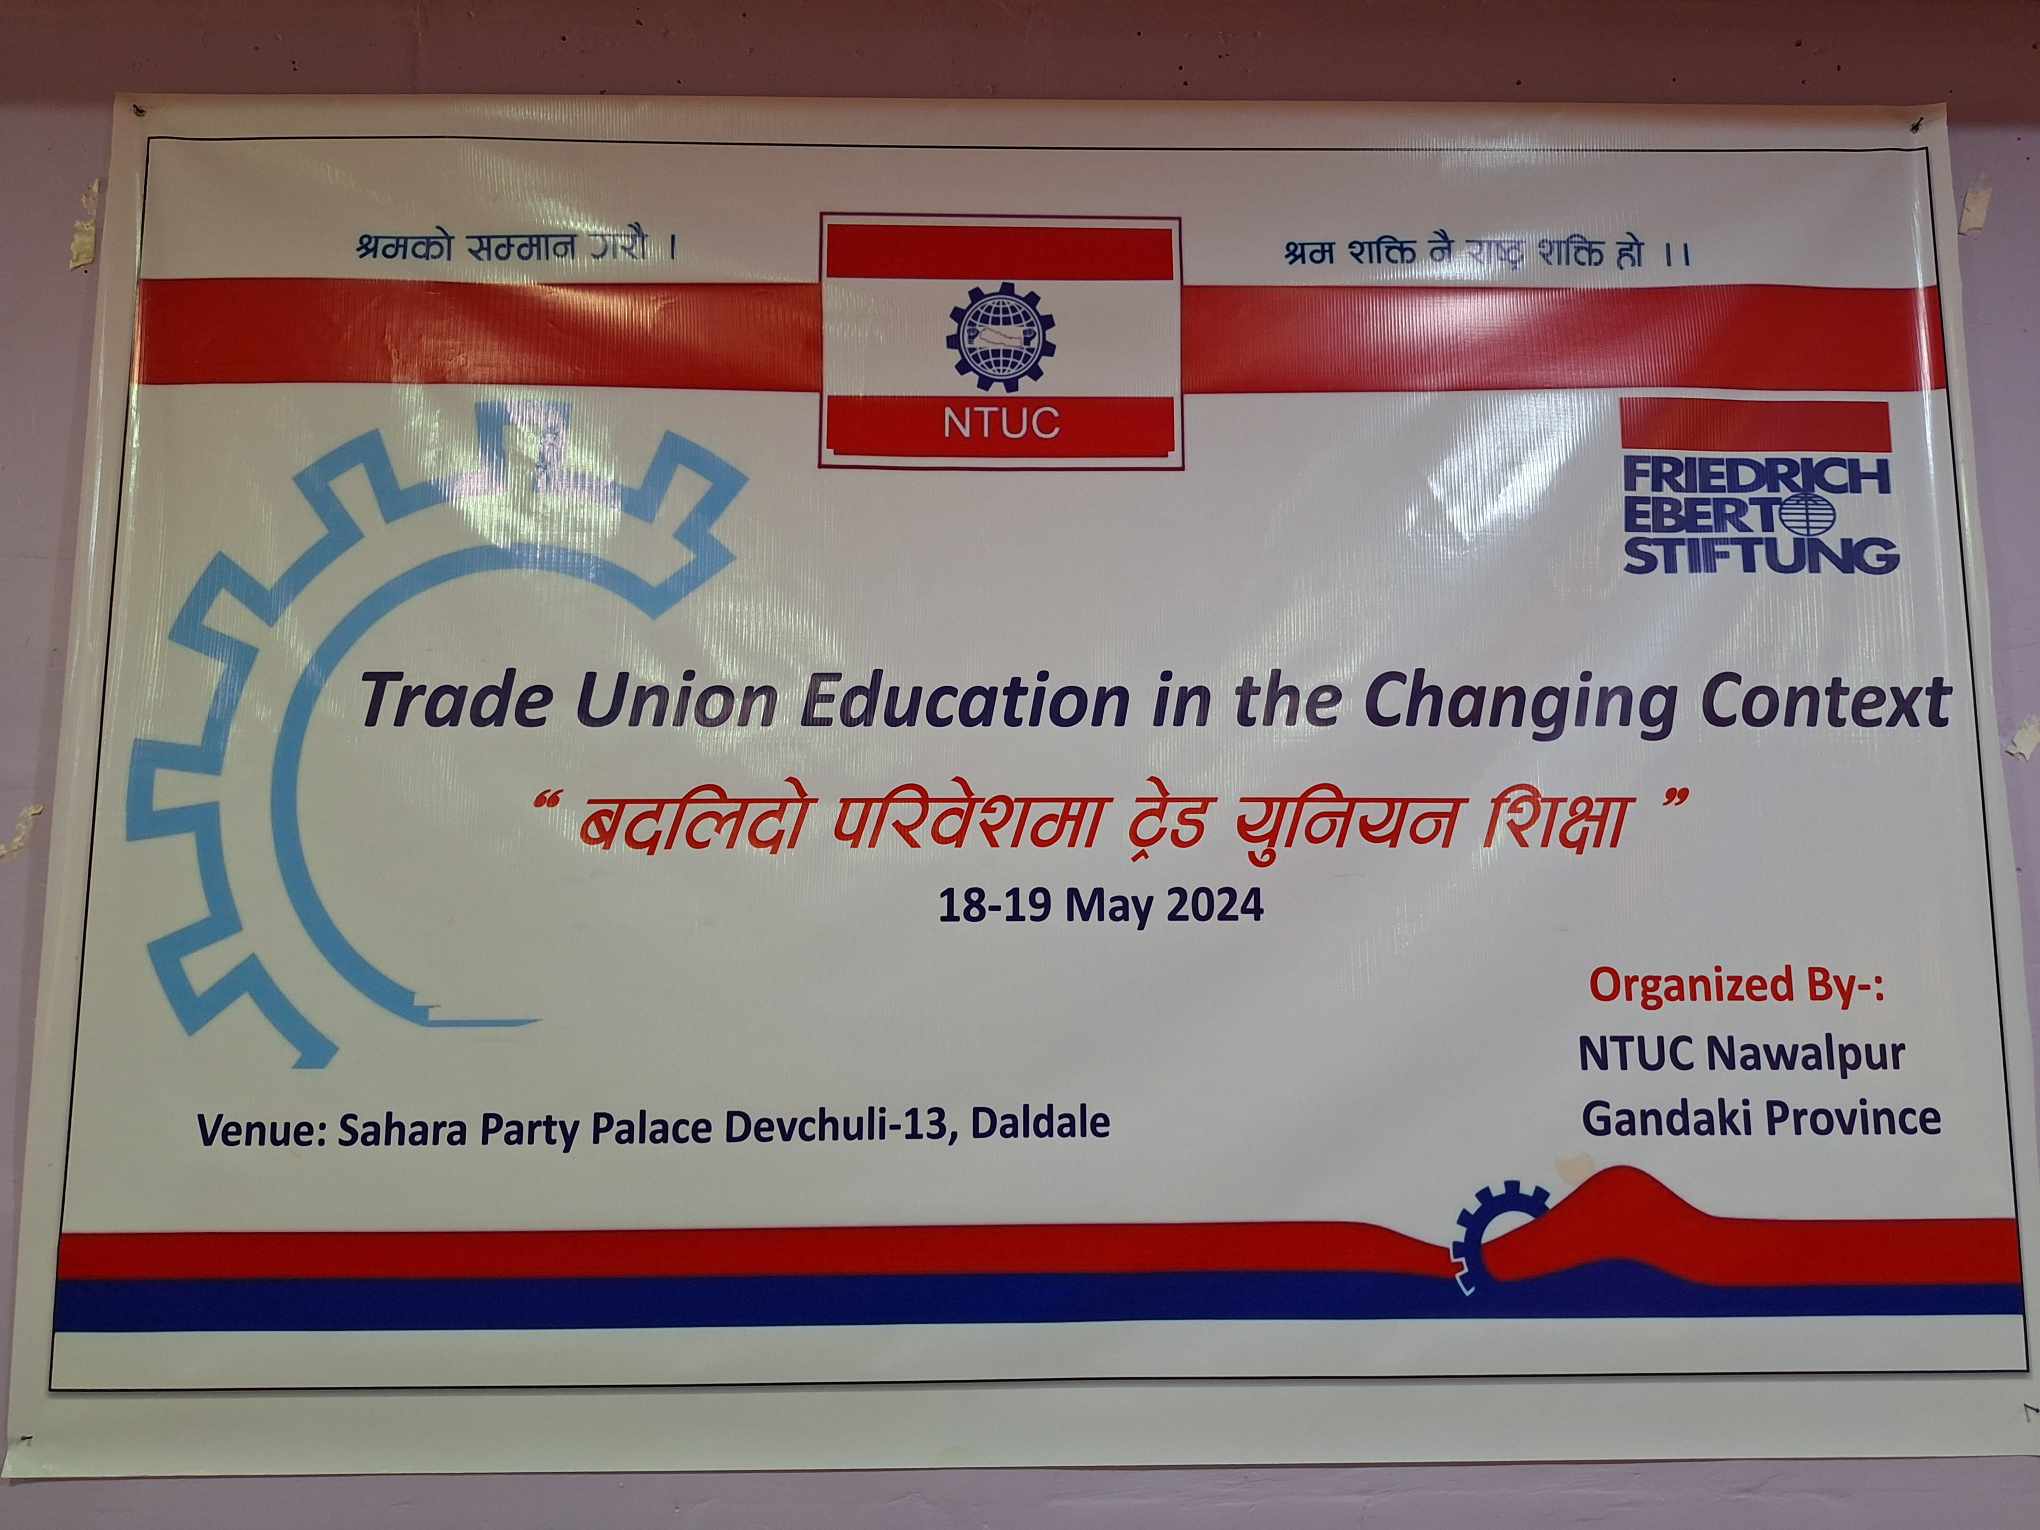 श्रमको सम्मान गरौ ।
श्रम शक्ति नै राष्ट्र शक्ति हो ।।
NTUC
FRIEDRICH
EBERT
STIFTUNG
Trade Union Education in the Changing Context
“ बदलिदो परिवेशमा ट्रेड युनियन शिक्षा ”
18-19 May 2024
Organized By-:
NTUC Nawalpur
Gandaki Province
Venue: Sahara Party Palace Devchuli-13, Daldale